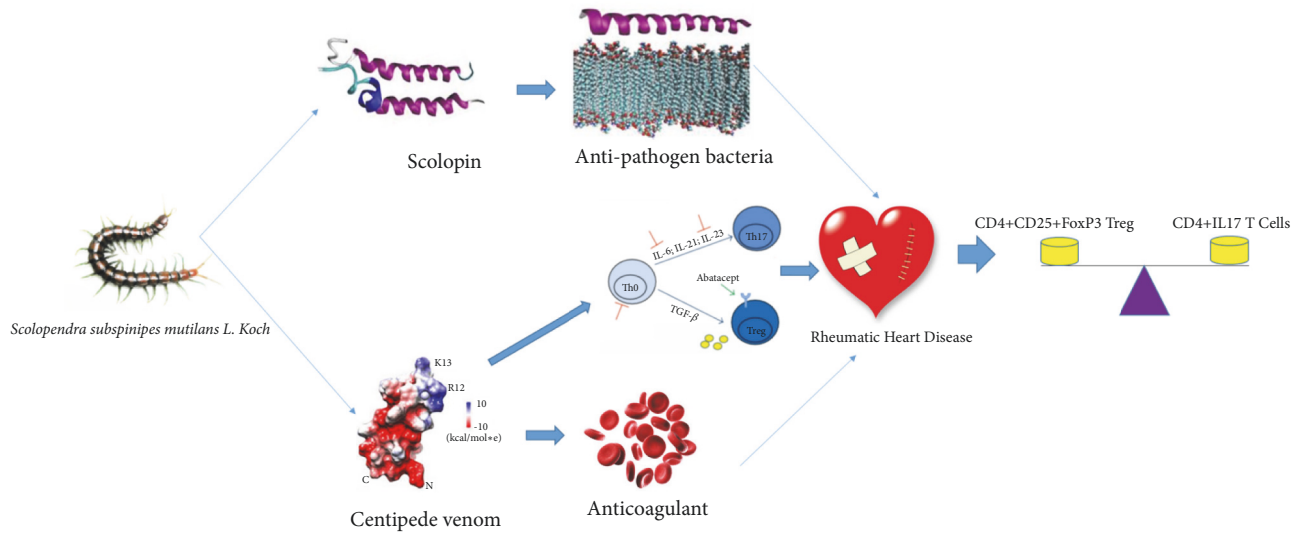 Scolopin
Anti-pathogen bacteria
Scolopendra subspinipes mutilans L. Koch
Th0
IL-6; IL-21; IL-23
Th17
Abatacept
TGF-β
Treg
Rheumatic Heart Disease
CD4+CD25+FoxP3 Treg
CD4+IL17 T Cells
K13
R12
10
-10
(kcal/mol∗e)
C
N
Centipede venom
Anticoagulant